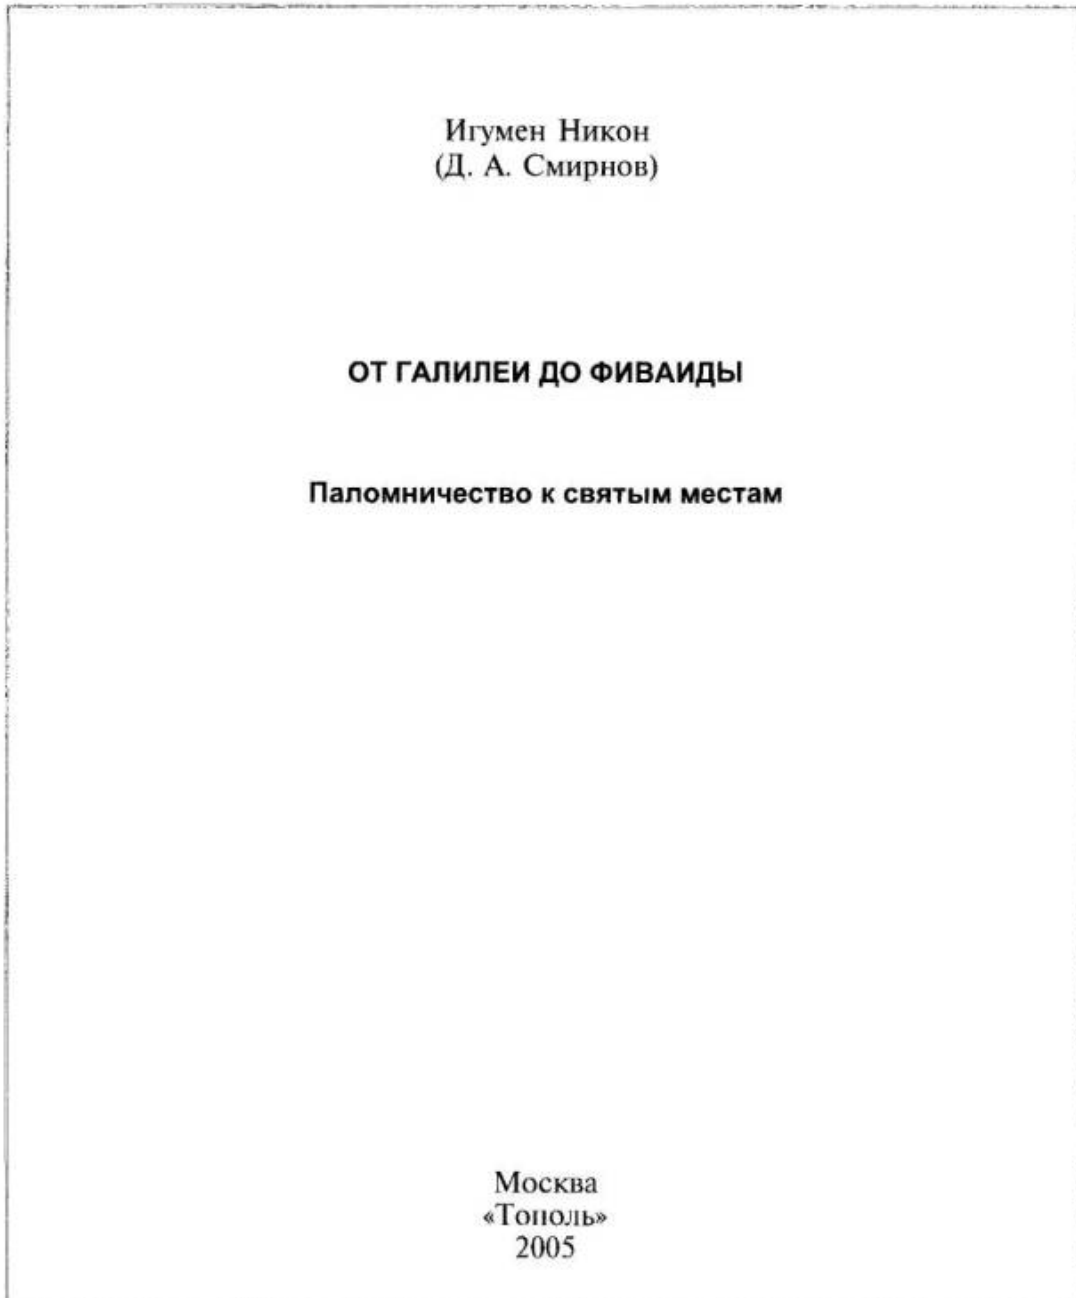 Игумен Никон
(Д. А. Смирнов)
ОТ ГАЛИЛЕИ ДО ФИВАИДЫ
Паломничество к святым местам
Москва
«Тополь»
2005